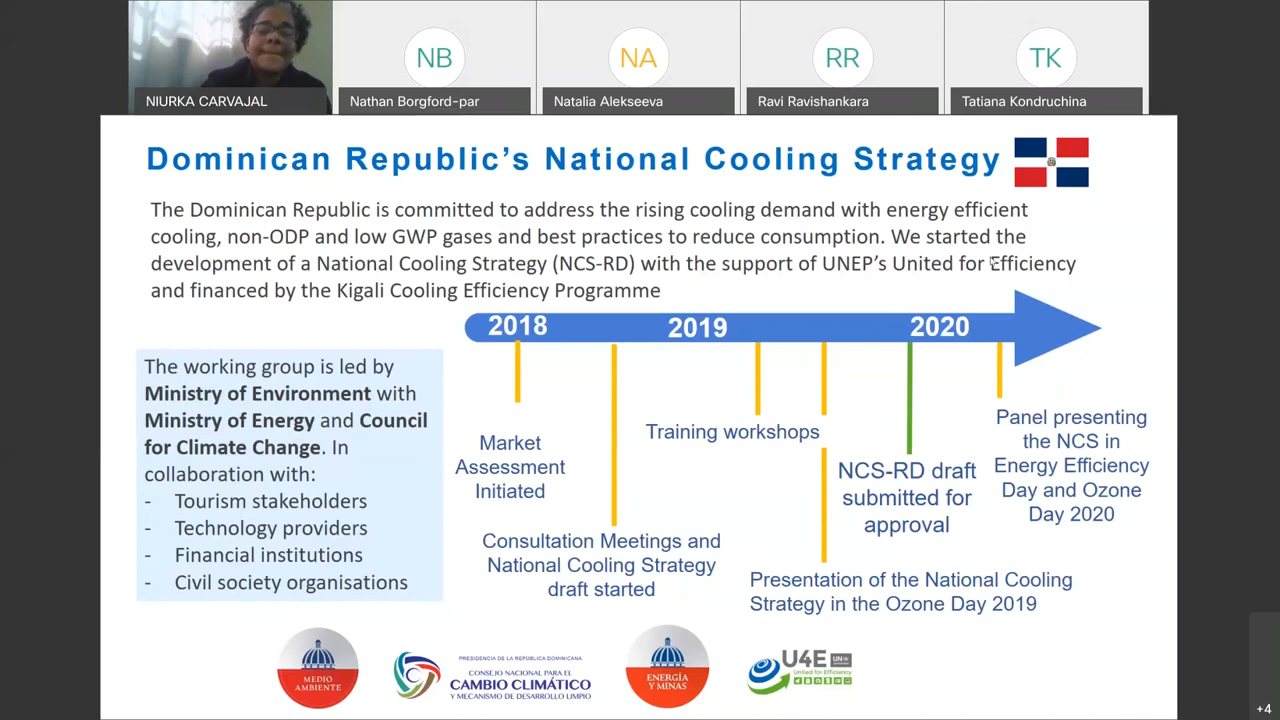 NB
NA
RR
TK
NIURKA CARVAJAL
Nathan Borgford-par
Natalia Alekseeva
Ravi Ravishankara
Tatiana Kondruchina
Dominican Republic's National Cooling Strategy
The Dominican Republic is committed to address the rising cooling demand with energy efficient
cooling, non-ODP and low GWP gases and best practices to reduce consumption. We started the
development of a National Cooling Strategy (NCS-RD) with the support of UNEP's United for Efficiency
and financed by the Kigali Cooling Efficiency Programme
2018
2019
2020
The working group is led by
Ministry of Environment with
Ministry of Energy and Council
for Climate Change. In
collaboration with:
- Tourism stakeholders
- Technology providers
- Financial institutions
- Civil society organisations
Market
Assessment
Initiated
Consultation Meetings and
National Cooling Strategy
draft started
Training workshops
Presentation of the National Cooling
Strategy in the Ozone Day 2019
NCS-RD draft
submitted for
approval
Panel presenting
the NCS in
Energy Efficiency
Day and Ozone
Day 2020
MEDIO
AMBIENTE
PRESIDENCIA DE LA REPÚBLICA DOMINICANA
CONSEJO NACIONAL PARA EL
CAMBIO CLIMÁTICO
Y MECANISMO DE DESARROLLO LIMPIO
ENERGÍA
Y MINAS
U4E
United for Efficiency
+4